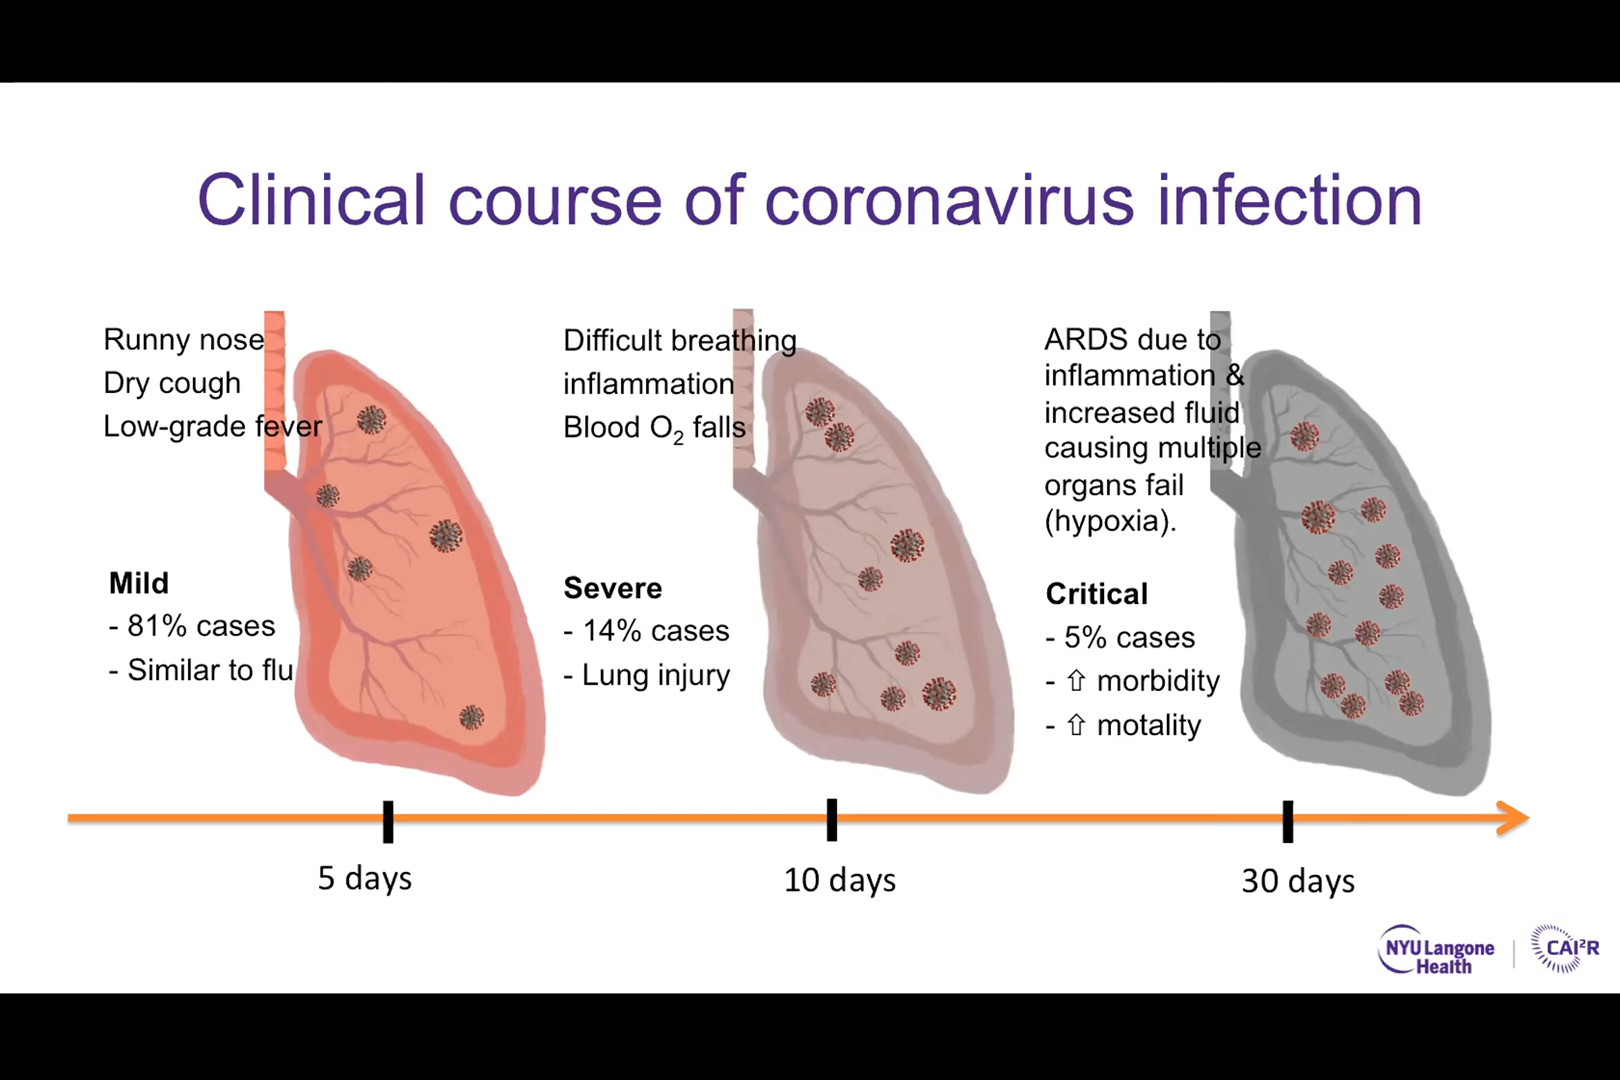 Clinical course of coronavirus infection
Runny nose
Dry cough
Low-grade fever
Mild
- 81% cases
- Similar to flu
Difficult breathing
inflammation
Blood O₂ falls
Severe
- 14% cases
- Lung injury
ARDS due to
inflammation &
increased fluid
causing multiple
organs fail
(hypoxia).
Critical
- 5% cases
- ⇧ morbidity
- ⇧ motality
5 days
10 days
30 days
NYU Langone
Health
CAI²R